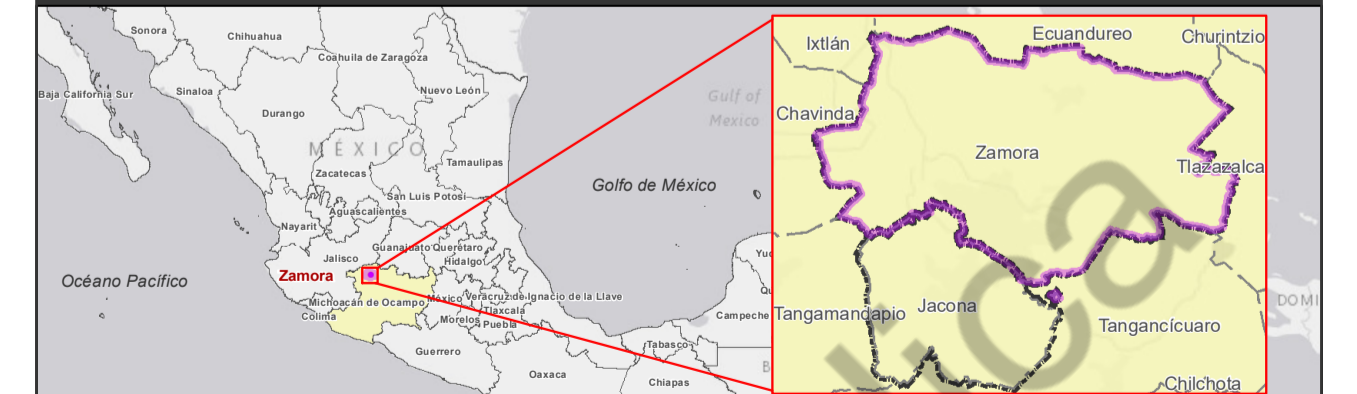 Sonora
Chihuahua
Coahuila de Zaragoza
Baja California Sur
Sinaloa
Nuevo León
Durango
Gulf of
Mexico
MÉXICO
Tamaulipas
Zacatecas
San Luis Potosí
Aguascalientes
Golfo de México
Nayarit
Guanajuato
Querétaro
Jalisco
Hidalgo
Zamora
Océano Pacífico
Michoacán de Ocampo
México
Veracruz de Ignacio de la Llave
Colima
Tlaxcala
Morelos
Puebla
Campeche
Guerrero
Tabasco
Oaxaca
Chiapas
Yuc
Qu
B
DOMI
Ixtlán
Ecuandureo
Churintzio
Chavinda
Zamora
Tlazazalca
Tangamandapio
Jacona
Tangancícuaro
Chilchota